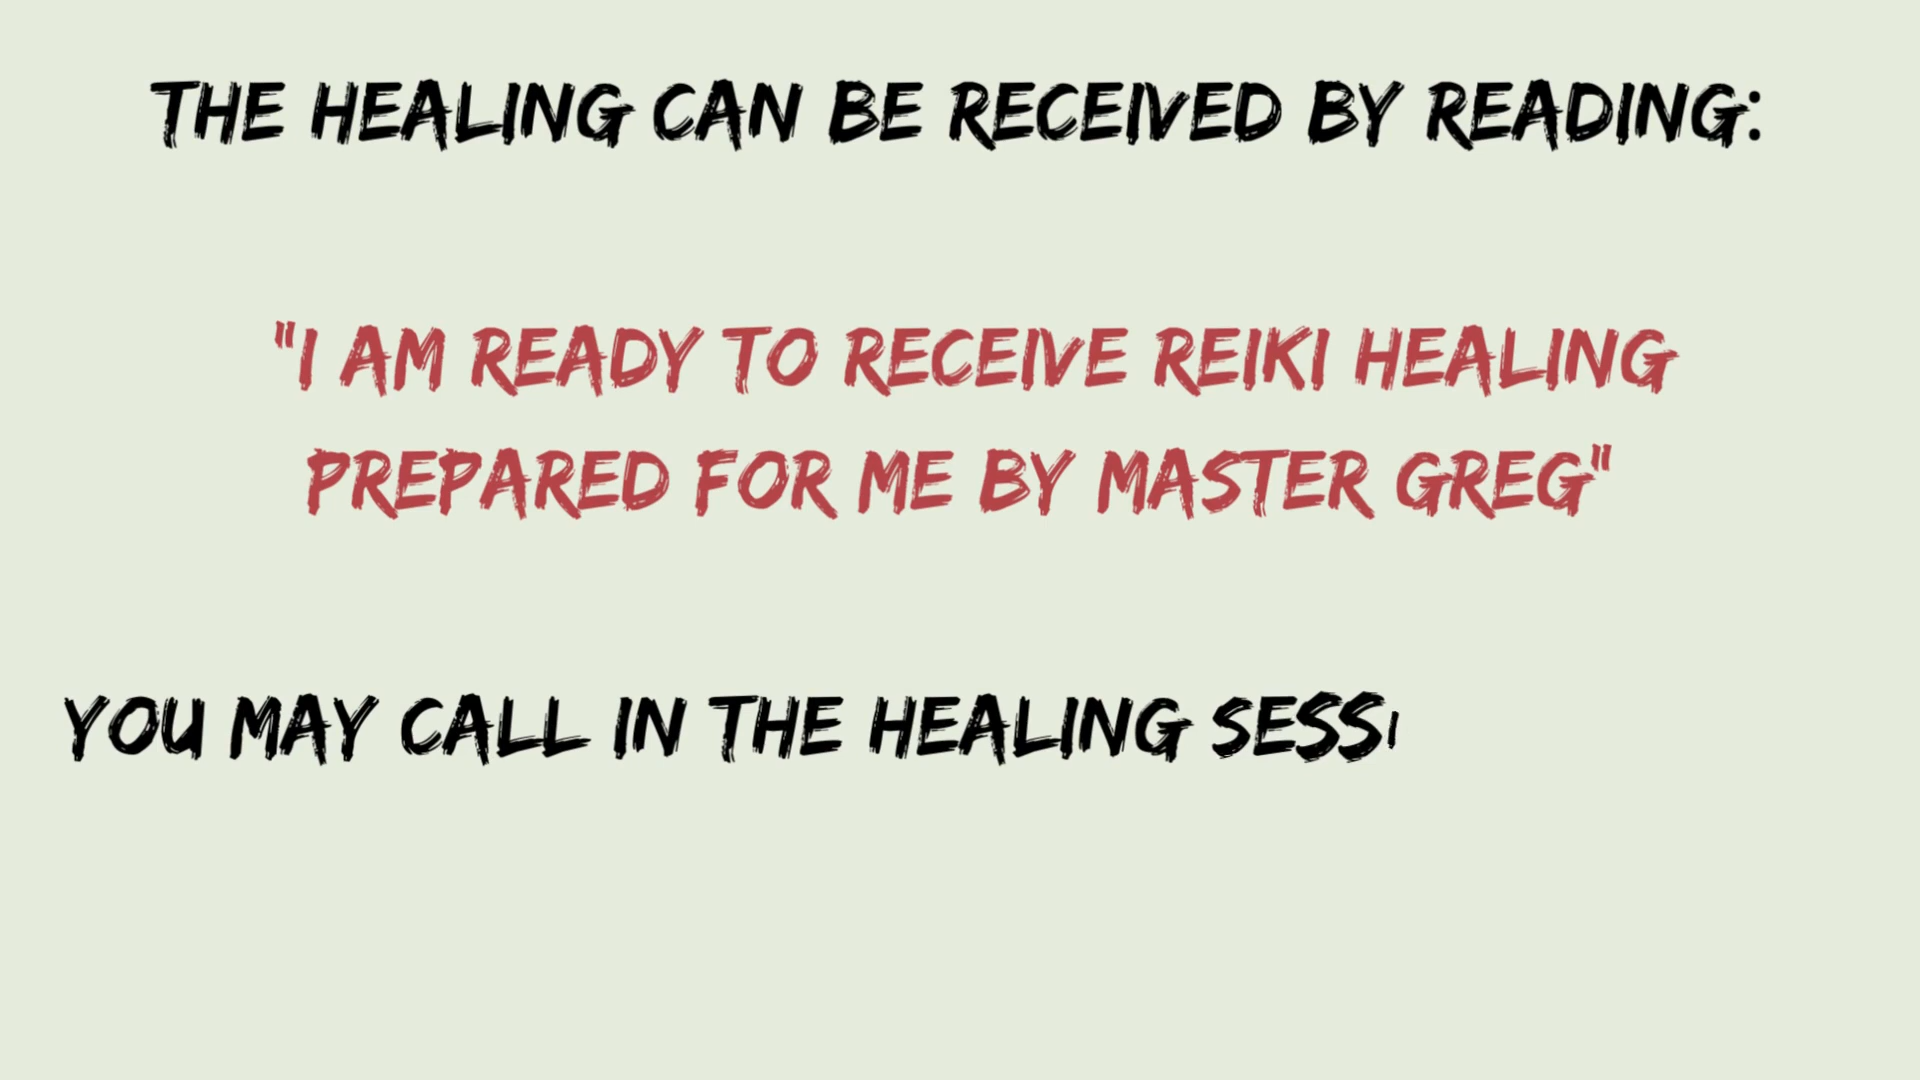 THE HEALING CAN BE RECEIVED BY READING:
"I AM READY TO RECEIVE REIKI HEALING
PREPARED FOR ME BY MASTER GREG"
YOU MAY CALL IN THE HEALING SESSI